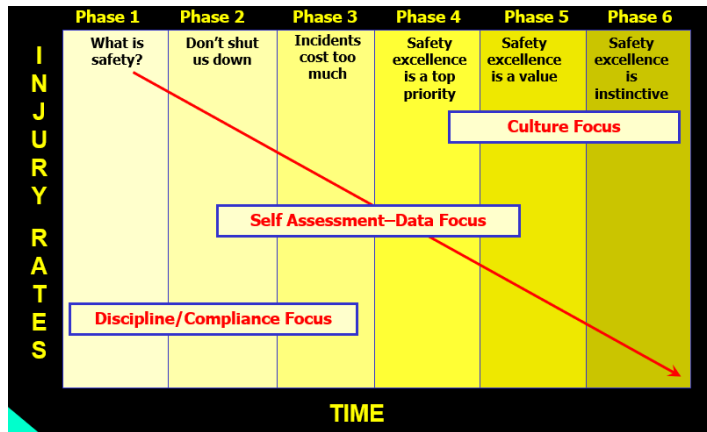 Phase 1
Phase 2
Phase 3
Phase 4
Phase 5
Phase 6
What is
safety?
Don't shut
us down
Incidents
cost too
much
Safety
excellence
is a top
priority
Safety
excellence
is a value
Safety
excellence
is
instinctive
INJURY RATES
Culture Focus
Self Assessment–Data Focus
Discipline/Compliance Focus
TIME